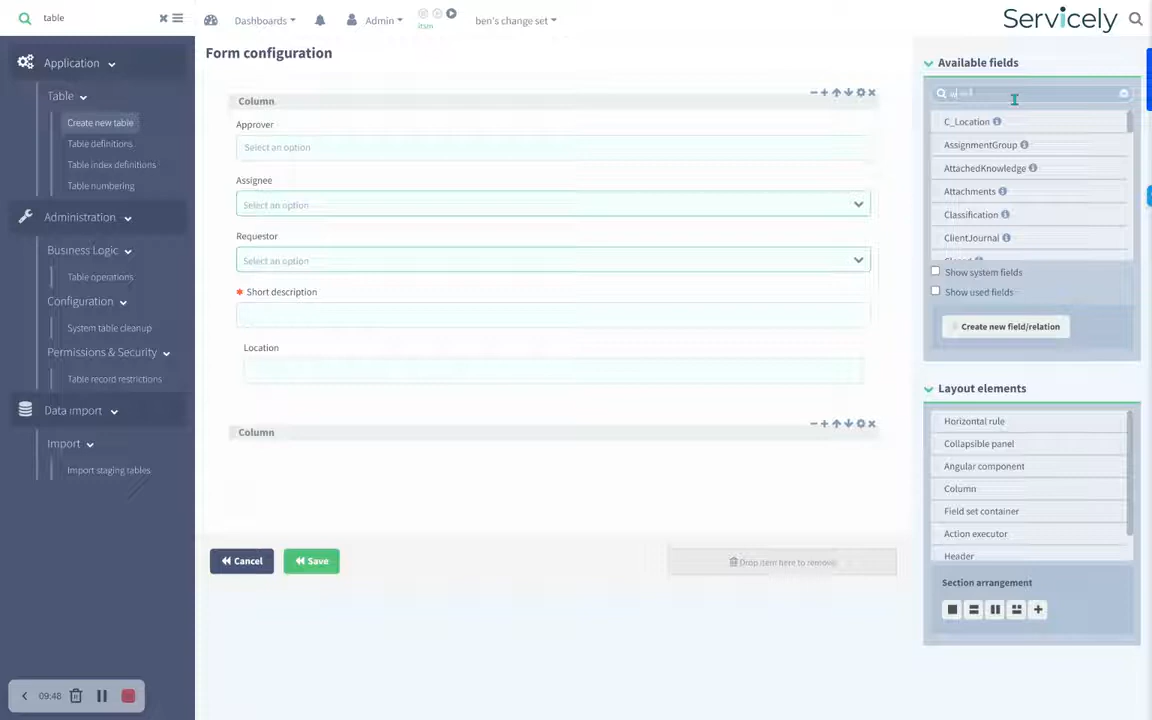 table
Dashboards
Admin
itsm
ben's change set
Servicely
Application
Table
Create new table
Table definitions
Table index definitions
Table numbering
Administration
Business Logic
Table operations
Configuration
System table cleanup
Permissions & Security
Table record restrictions
Data import
Import
Import staging tables
09:48
Form configuration
Column
Approver
Select an option
Assignee
Select an option
Requestor
Select an option
* Short description
Location
Column
Cancel
Save
Drop item here to remove
Available fields
C_Location
AssignmentGroup
AttachedKnowledge
Attachments
Classification
ClientJournal
Show system fields
Show used fields
Create new field/relation
Layout elements
Horizontal rule
Collapsible panel
Angular component
Column
Field set container
Action executor
Header
Section arrangement